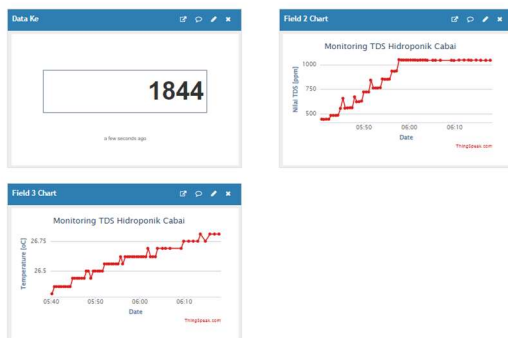 Data Ke
1844
a few seconds ago
Field 2 Chart
Monitoring TDS Hidroponik Cabai
Nilai TDS [ppm]
1000
750
500
05:50 06:00 06:10
Date
ThingSpeak.com
Field 3 Chart
Monitoring TDS Hidroponik Cabai
Temperature [oC]
26.75
26.5
05:40 05:50 06:00 06:10
Date
ThingSpeak.com